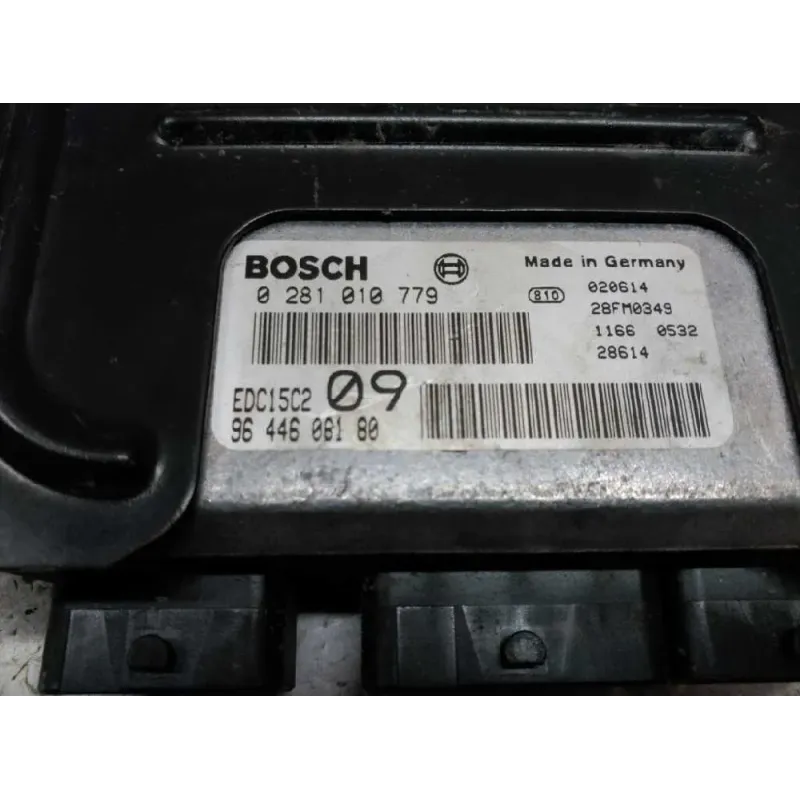 BOSCH
Made in Germany
0 281 010 779
810
020614
28FM0349
1166 0532
28614
EDC15C2 09
96 446 081 80